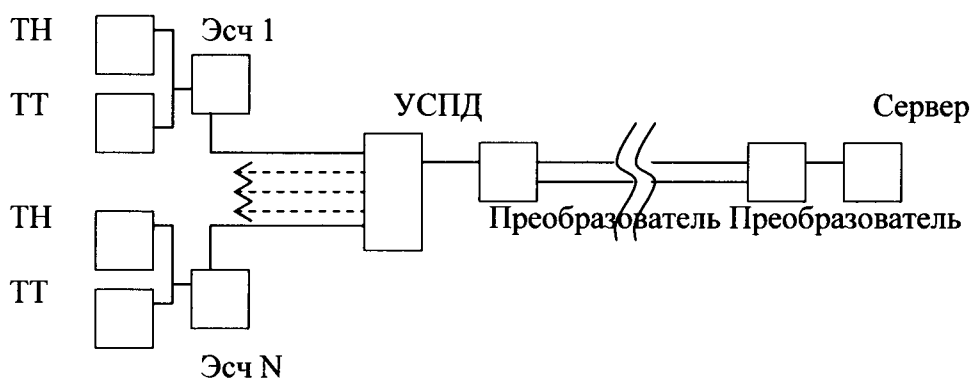 ТН
Эсч 1
ТТ
УСПД
Сервер
ТН
Преобразователь Преобразователь
ТТ
Эсч N